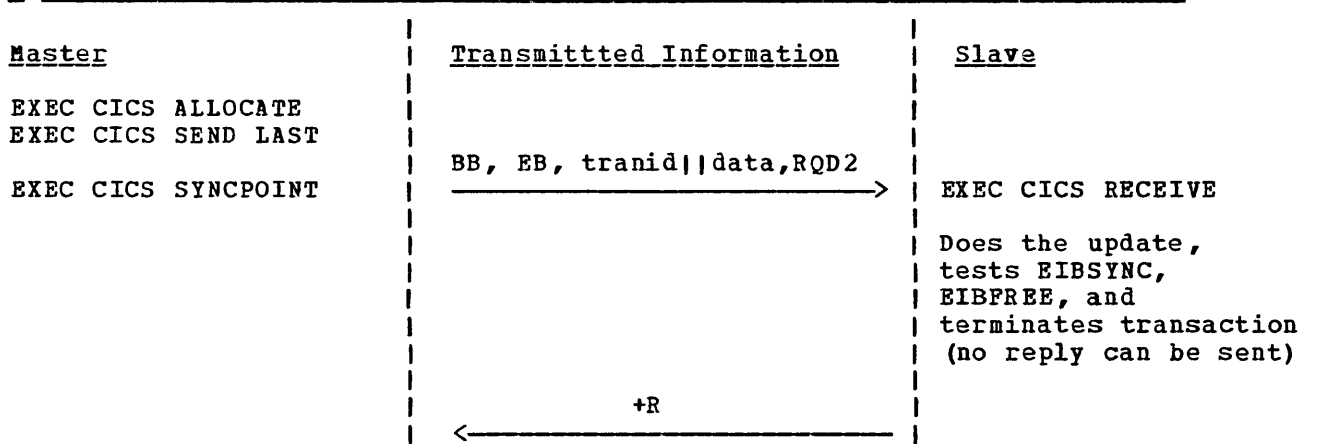 Master Transmittted Information Slave
EXEC CICS ALLOCATE
EXEC CICS SEND LAST
BB, EB, tranid||data,RQD2
EXEC CICS SYNCPOINT EXEC CICS RECEIVE
Does the update,
tests EIBSYNC,
EIBFREE, and
terminates transaction
(no reply can be sent)
+R